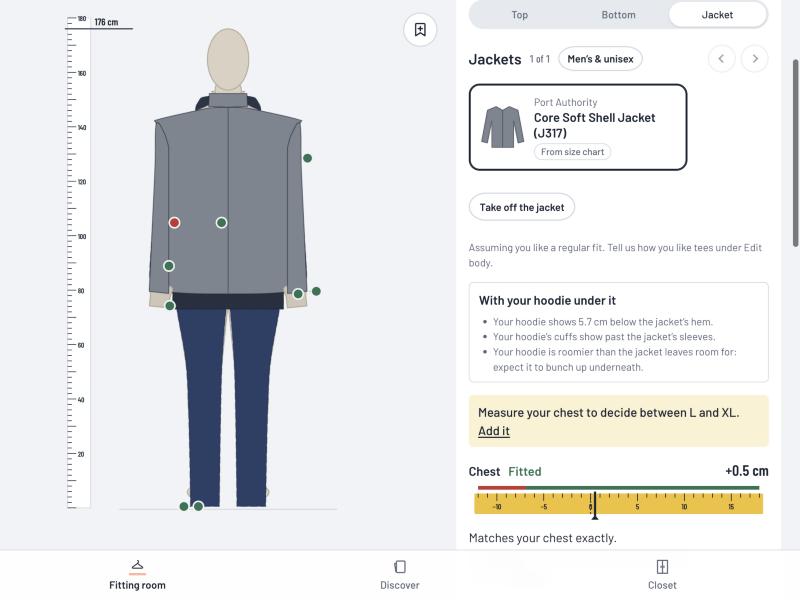 180
176 cm
160
140
120
100
80
60
40
20
Top
Bottom
Jacket
Jackets
1 of 1
Men's & unisex
Port Authority
Core Soft Shell Jacket
(J317)
From size chart
Take off the jacket
Assuming you like a regular fit. Tell us how you like tees under Edit
body.
With your hoodie under it
Your hoodie shows 5.7 cm below the jacket's hem.
Your hoodie's cuffs show past the jacket's sleeves.
Your hoodie is roomier than the jacket leaves room for:
expect it to bunch up underneath.
Measure your chest to decide between L and XL.
Add it
Chest
Fitted
+0.5 cm
-10
-5
0
5
10
15
Matches your chest exactly.
Fitting room
Discover
Closet